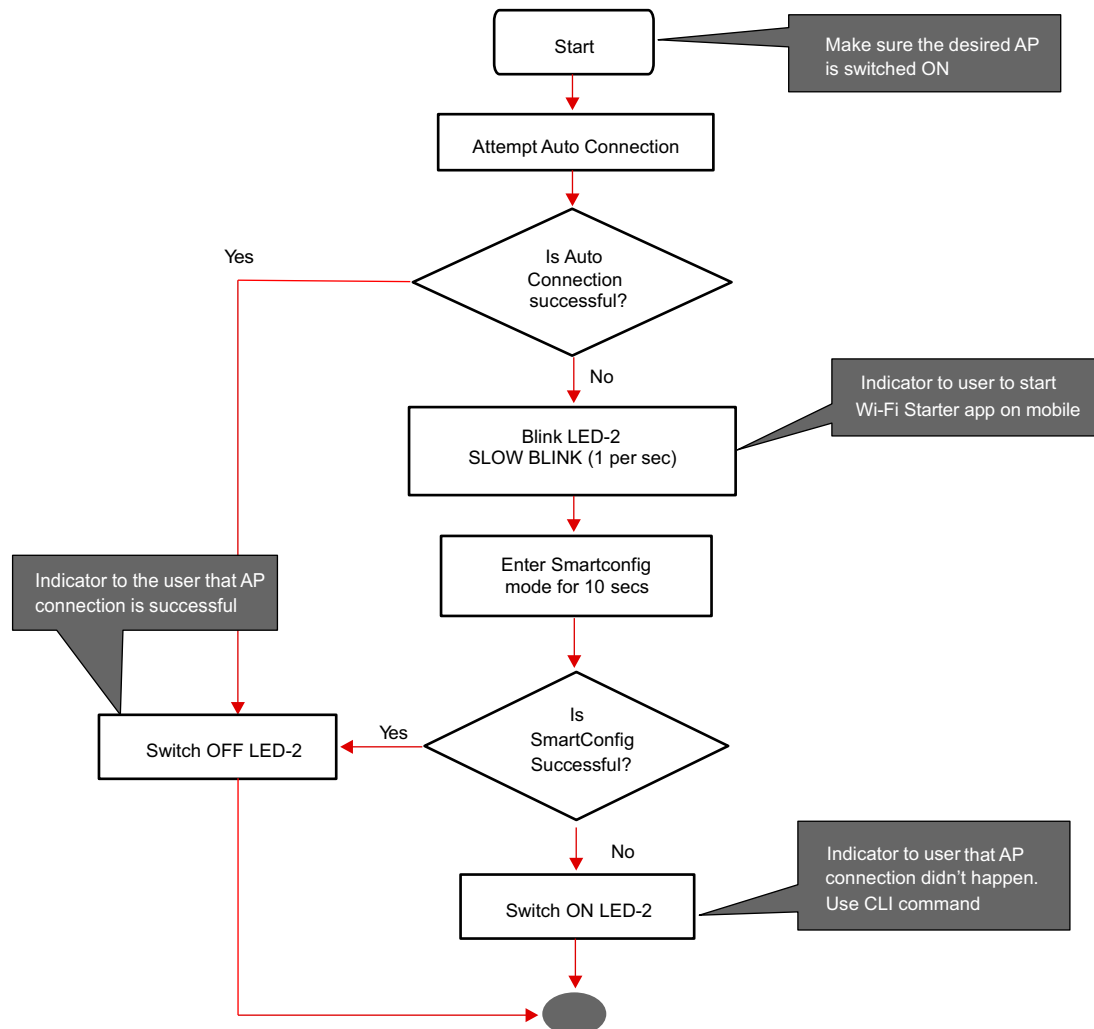 Start
Make sure the desired AP
is switched ON
Attempt Auto Connection
Yes
Is Auto
Connection
successful?
No
Indicator to user to start
Wi-Fi Starter app on mobile
Blink LED-2
SLOW BLINK (1 per sec)
Enter Smartconfig
mode for 10 secs
Indicator to the user that AP
connection is successful
Switch OFF LED-2
Yes
Is
SmartConfig
Successful?
No
Indicator to user that AP
connection didn't happen.
Use CLI command
Switch ON LED-2